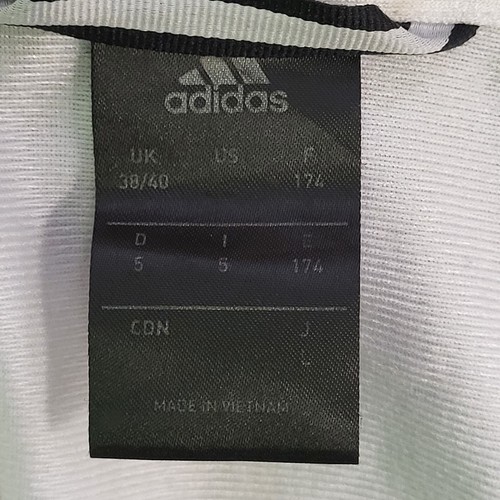 adidas
UK US F
38/40 174
D I E
5 5 174
CDN J
L
MADE IN VIETNAM